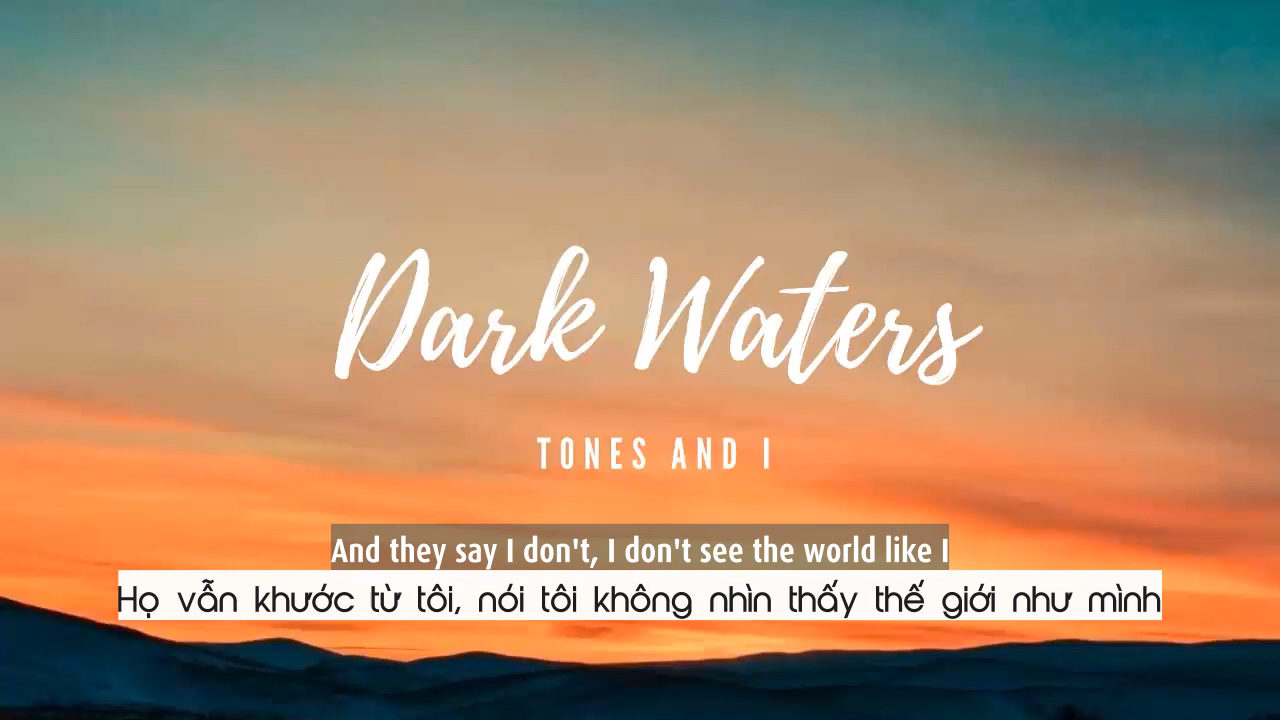 Dark Waters
TONES AND I
And they say I don't, I don't see the world like I
Họ vẫn khước từ tôi, nói tôi không nhìn thấy thế giới như mình